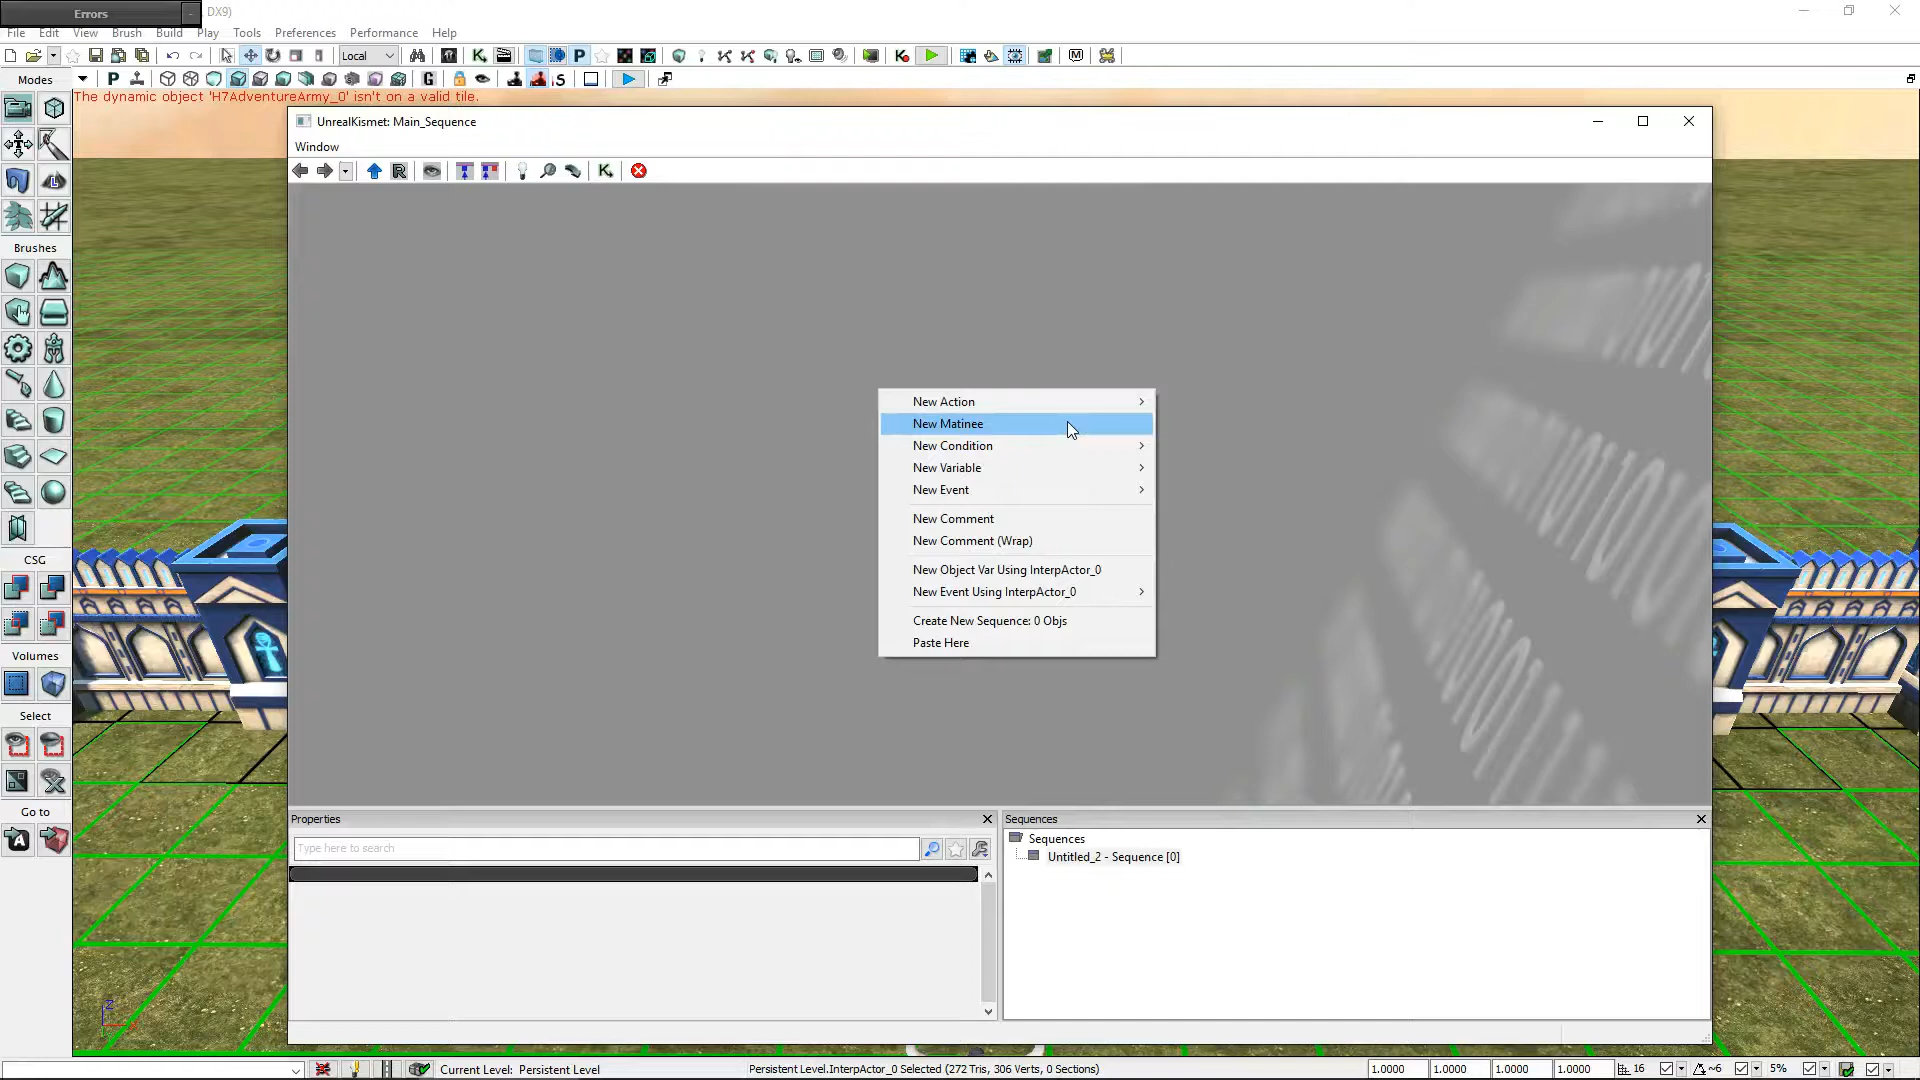 Errors
-
DX9)
File Edit View Brush Build Play Tools Preferences Performance Help
Local
Modes
The dynamic object 'H7AdventureArmy_0' isn't on a valid tile.
UnrealKismet: Main_Sequence
Window
Brushes
New Action
New Matinee
New Condition
New Variable
New Event
New Comment
New Comment (Wrap)
New Object Var Using InterpActor_0
New Event Using InterpActor_0
Create New Sequence: 0 Objs
Paste Here
CSG
Volumes
Select
Go to
Properties
Type here to search
Sequences
Sequences
Untitled_2 - Sequence [0]
Z
Current Level: Persistent Level
Persistent Level.InterpActor_0 Selected (272 Tris, 306 Verts, 0 Sections)
1.0000 1.0000 1.0000 1.0000 16 ~6 5%